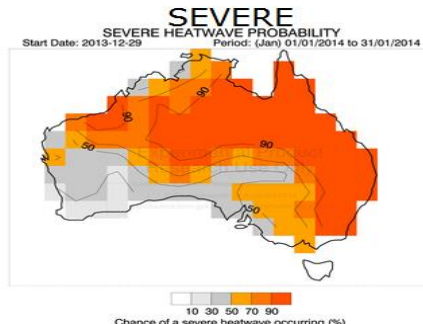 SEVERE
SEVERE HEATWAVE PROBABILITY
Start Date: 2013-12-29 Period: (Jan) 01/01/2014 to 31/01/2014
90
90
90
50
50
10 30 50 70 90
Chance of a severe heatwave occurring (%)